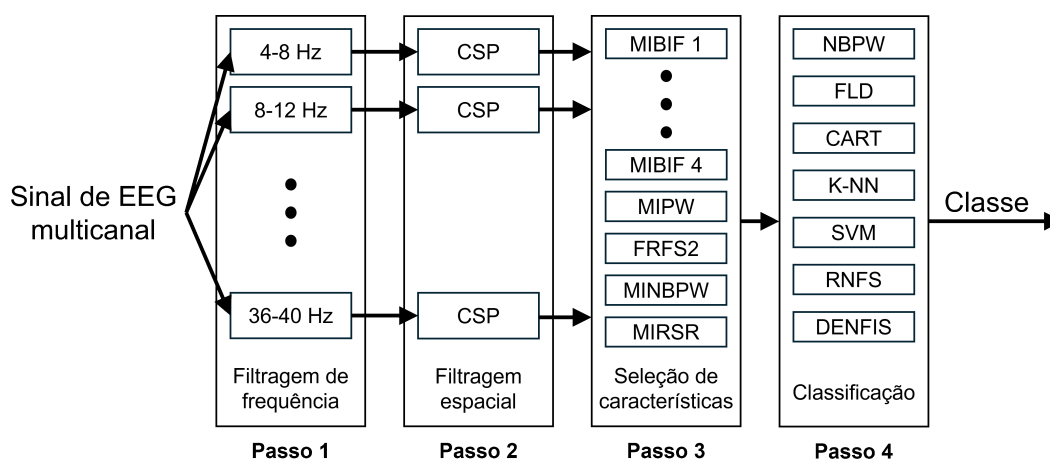 Sinal de EEG
multicanal
4-8 Hz
8-12 Hz
36-40 Hz
Filtragem de
frequência
Passo 1
CSP
CSP
CSP
Filtragem
espacial
Passo 2
MIBIF 1
MIBIF 4
MIPW
FRFS2
MINBPW
MIRSR
Seleção de
características
Passo 3
NBPW
FLD
CART
K-NN
SVM
RNFS
DENFIS
Classificação
Passo 4
Classe